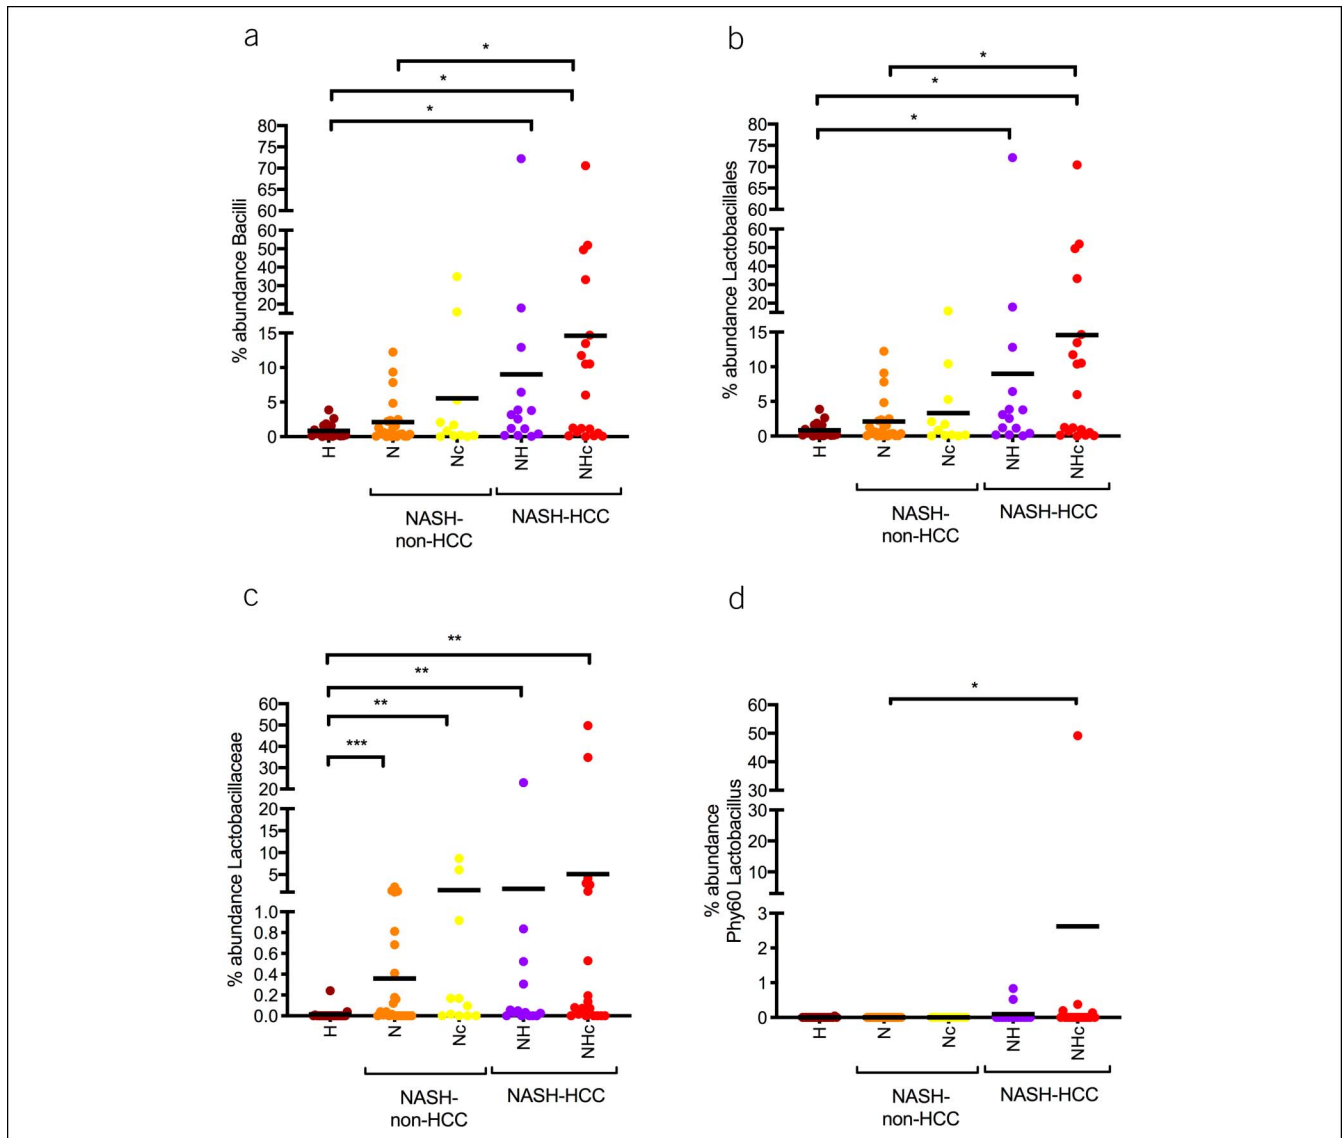 a
*
*
*
% abundance Bacilli
80
75
70
65
60
60
50
40
30
20
15
10
5
0
H
N
Nc
NH
NHc
NASH-
non-HCC
NASH-HCC
b
*
*
*
% abundance Lactobacillales
80
75
70
65
60
60
50
40
30
20
15
10
5
0
H
N
Nc
NH
NHc
NASH-
non-HCC
NASH-HCC
c
**
**
**
***
% abundance Lactobacillaceae
60
50
40
30
20
20
15
10
5
1.0
0.8
0.6
0.4
0.2
0.0
H
N
Nc
NH
NHc
NASH-
non-HCC
NASH-HCC
d
*
% abundance
Phy60 Lactobacillus
60
50
40
30
30
20
10
3
2
1
0
H
N
Nc
NH
NHc
NASH-
non-HCC
NASH-HCC